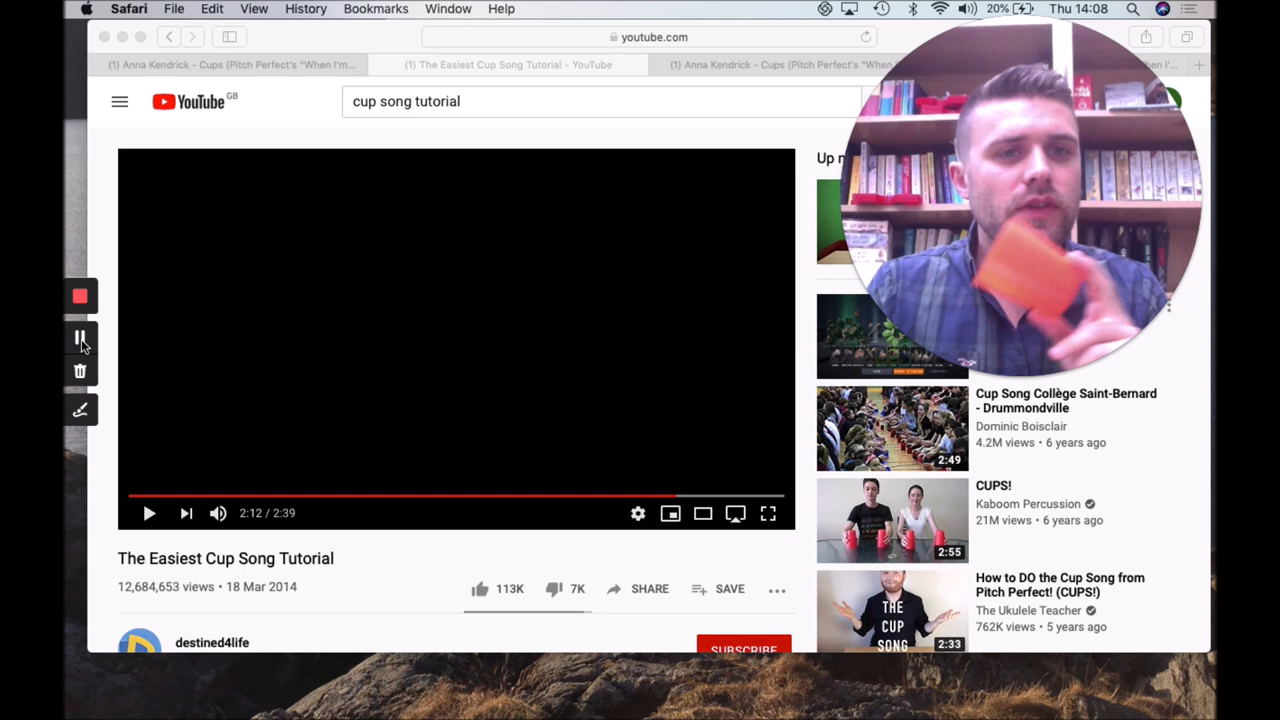 Safari File Edit View History Bookmarks Window Help 20% Thu 14:08
youtube.com
(1) Anna Kendrick - Cups (Pitch Perfect's "When I'm... (1) The Easiest Cup Song Tutorial - YouTube (1) Anna Kendrick - Cups (Pitch Perfect's "When
YouTube GB
cup song tutorial
Up
2:12 / 2:39
The Easiest Cup Song Tutorial
12,684,653 views • 18 Mar 2014
113K 7K SHARE SAVE
destined4life
SUBSCRIBE
Cup Song Collège Saint-Bernard
- Drummondville
Dominic Boisclair
4.2M views • 6 years ago
2:49
CUPS!
Kaboom Percussion
21M views • 6 years ago
2:55
How to DO the Cup Song from
Pitch Perfect! (CUPS!)
The Ukulele Teacher
762K views • 5 years ago
THE
CUP
SONG
2:33